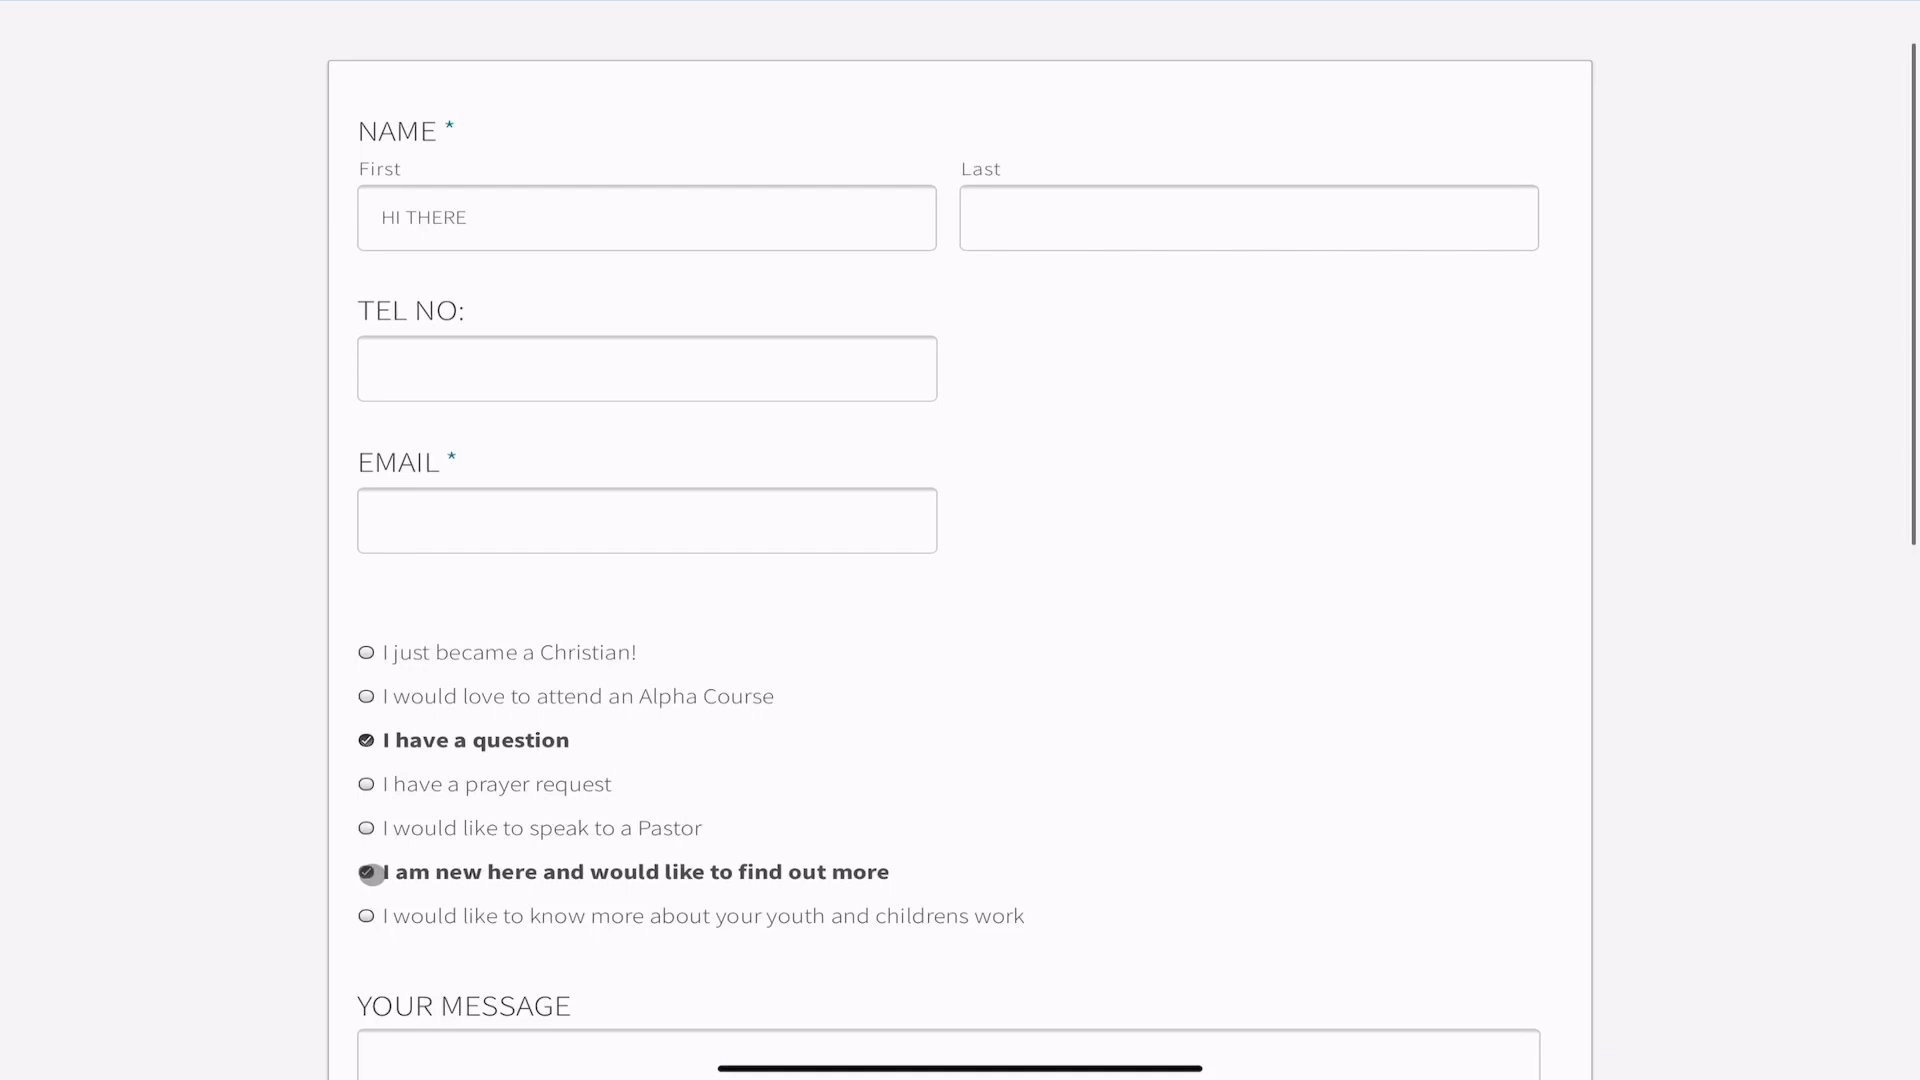 NAME *
First Last
HI THERE
TEL NO:
EMAIL *
I just became a Christian!
I would love to attend an Alpha Course
I have a question
I have a prayer request
I would like to speak to a Pastor
I am new here and would like to find out more
I would like to know more about your youth and childrens work
YOUR MESSAGE